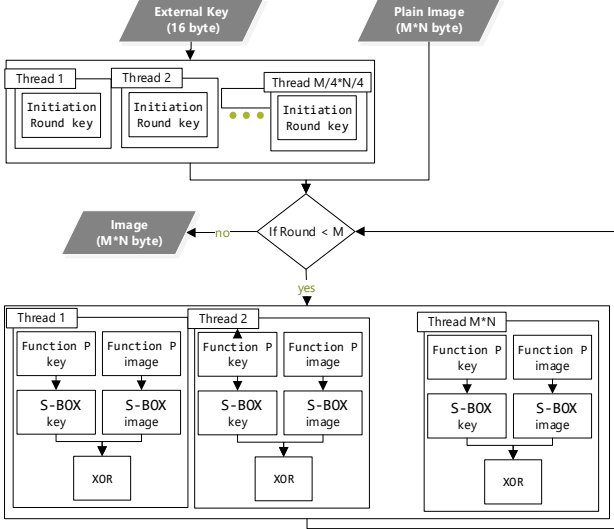 External Key
(16 byte)
Plain Image
(M*N byte)
Thread 1
Thread 2
Thread M/4*N/4
Initiation
Round key
Initiation
Round key
Initiation
Round key
Image
(M*N byte)
no
If Round < M
yes
Thread 1
Thread 2
Thread M*N
Function P
key
Function P
image
Function P
key
Function P
image
Function P
key
Function P
image
S-BOX
key
S-BOX
image
S-BOX
key
S-BOX
image
S-BOX
key
S-BOX
image
XOR
XOR
XOR